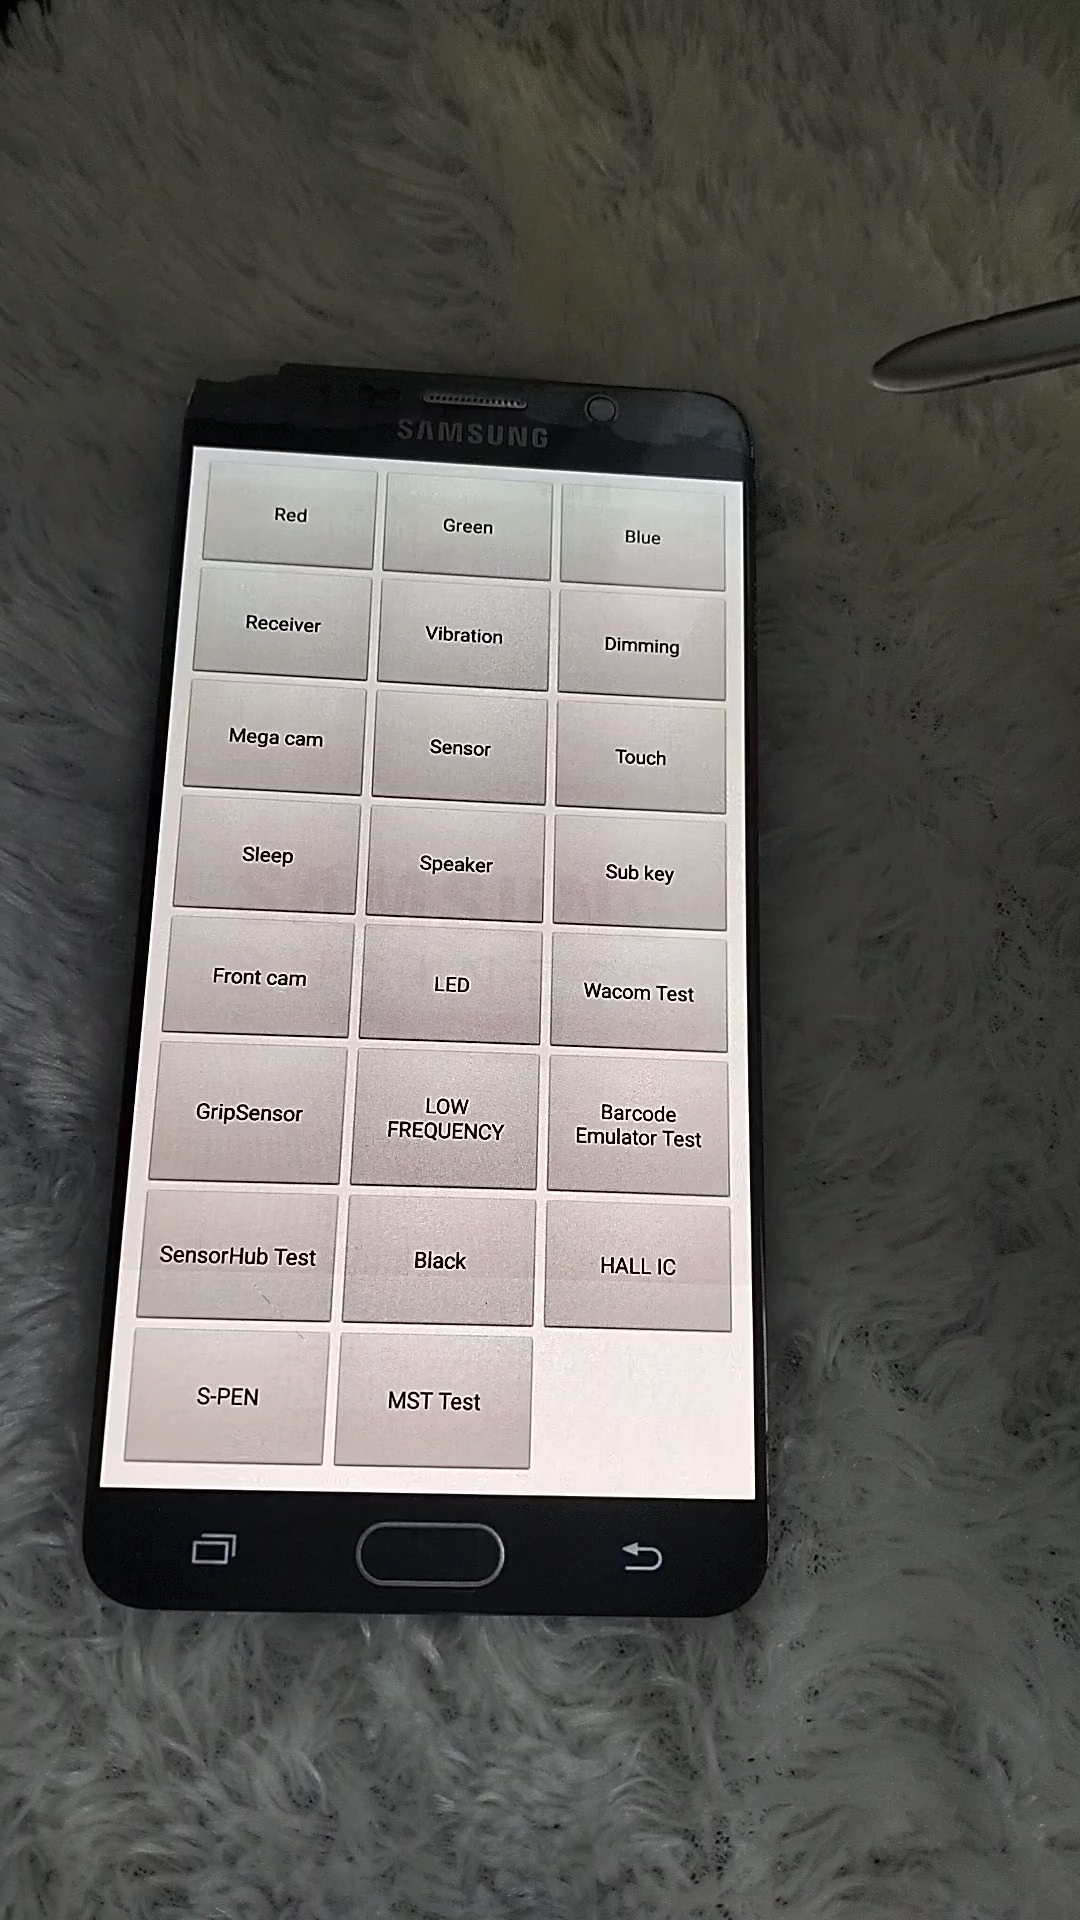 SAMSUNG
Red
Green
Blue
Receiver
Vibration
Dimming
Mega cam
Sensor
Touch
Sleep
Speaker
Sub key
Front cam
LED
Wacom Test
GripSensor
LOW
FREQUENCY
Barcode
Emulator Test
SensorHub Test
Black
HALL IC
S-PEN
MST Test